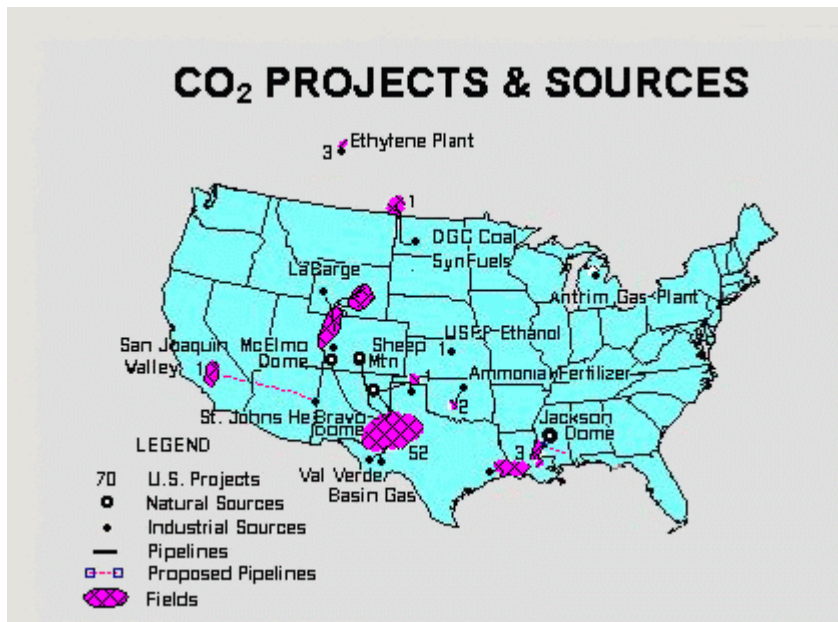 CO₂ PROJECTS & SOURCES
3 Ethytene Plant
1
DGC Coal
SynFuels
LaBarge
Antrim Gas Plant
USEP Ethanol
San Joaquin
Valley
1
McElmo
Dome
Sheep
Mtn
1
1
Ammonia Fertilizer
2
St. Johns He
Bravo
Dome
Jackson
Dome
52
3
Val Verde
Basin Gas
LEGEND
70 U.S. Projects
Natural Sources
Industrial Sources
Pipelines
Proposed Pipelines
Fields